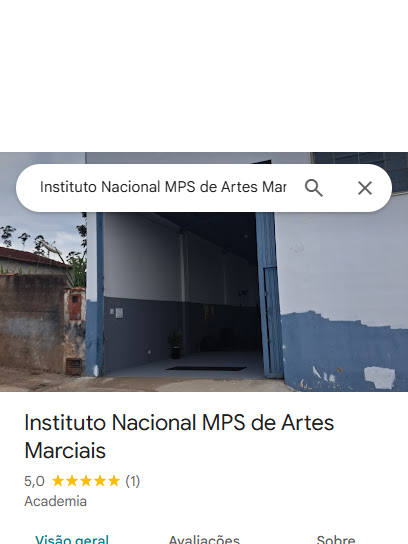 Instituto Nacional MPS de Artes Mar
Instituto Nacional MPS de Artes
Marciais
5,0 (1)
Academia
Visão geral Avaliações Sobre